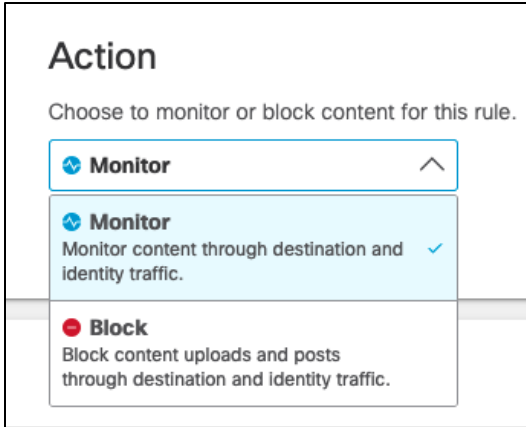 Action
Choose to monitor or block content for this rule.
Monitor
Monitor
Monitor content through destination and
identity traffic.
Block
Block content uploads and posts
through destination and identity traffic.